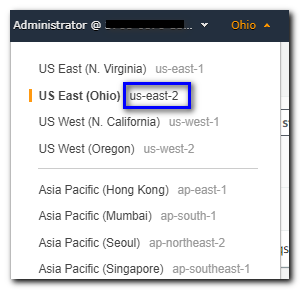 Administrator @
Ohio
US East (N. Virginia) us-east-1
US East (Ohio) us-east-2
US West (N. California) us-west-1
US West (Oregon) us-west-2
Asia Pacific (Hong Kong) ap-east-1
Asia Pacific (Mumbai) ap-south-1
Asia Pacific (Seoul) ap-northeast-2
Asia Pacific (Singapore) ap-southeast-1